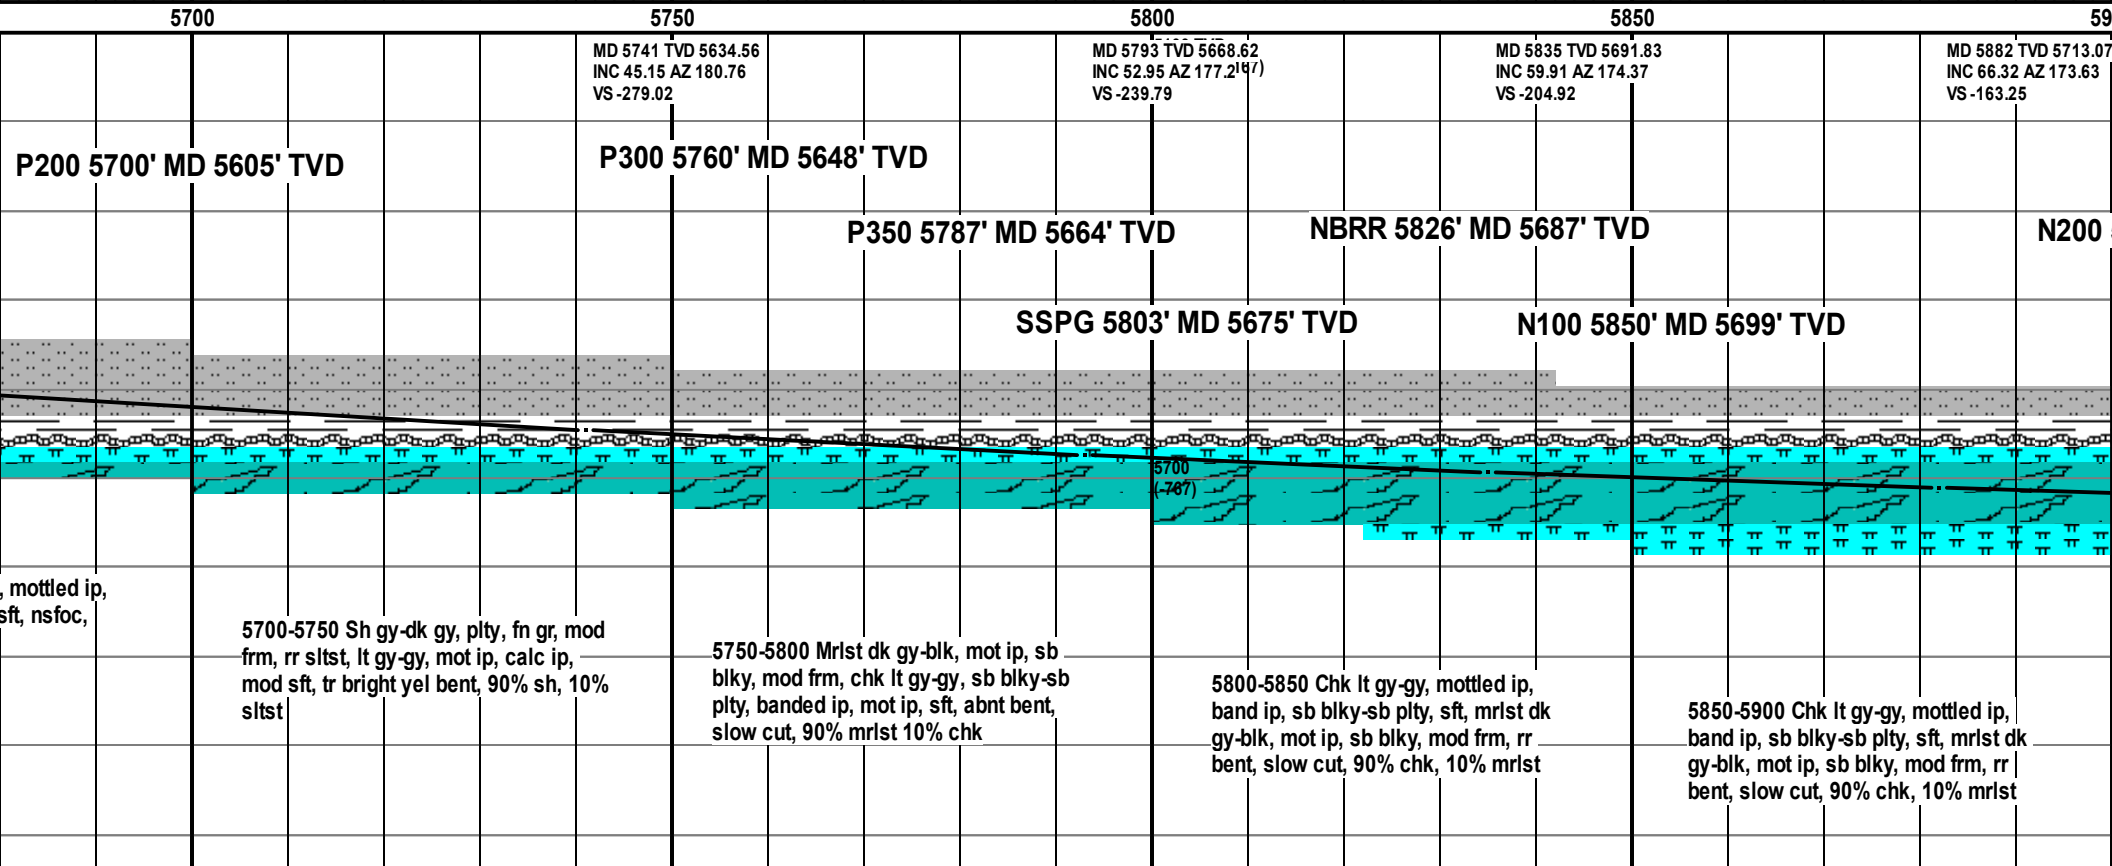 5700 5750 5800 5850 59
MD 5741 TVD 5634.56
INC 45.15 AZ 180.76
VS -279.02
MD 5793 TVD 5668.62
INC 52.95 AZ 177.2
VS -239.79
MD 5835 TVD 5691.83
INC 59.91 AZ 174.37
VS -204.92
MD 5882 TVD 5713.07
INC 66.32 AZ 173.63
VS -163.25
P200 5700' MD 5605' TVD
P300 5760' MD 5648' TVD
P350 5787' MD 5664' TVD
NBRR 5826' MD 5687' TVD
N200
SSPG 5803' MD 5675' TVD
N100 5850' MD 5699' TVD
5700
(-767)
, mottled ip,
sft, nsfoc,
5700-5750 Sh gy-dk gy, plty, fn gr, mod
frm, rr sltst, lt gy-gy, mot ip, calc ip,
mod sft, tr bright yel bent, 90% sh, 10%
sltst
5750-5800 Mrlst dk gy-blk, mot ip, sb
blky, mod frm, chk lt gy-gy, sb blky-sb
plty, banded ip, mot ip, sft, abnt bent,
slow cut, 90% mrlst 10% chk
5800-5850 Chk lt gy-gy, mottled ip,
band ip, sb blky-sb plty, sft, mrlst dk
gy-blk, mot ip, sb blky, mod frm, rr
bent, slow cut, 90% chk, 10% mrlst
5850-5900 Chk lt gy-gy, mottled ip,
band ip, sb blky-sb plty, sft, mrlst dk
gy-blk, mot ip, sb blky, mod frm, rr
bent, slow cut, 90% chk, 10% mrlst